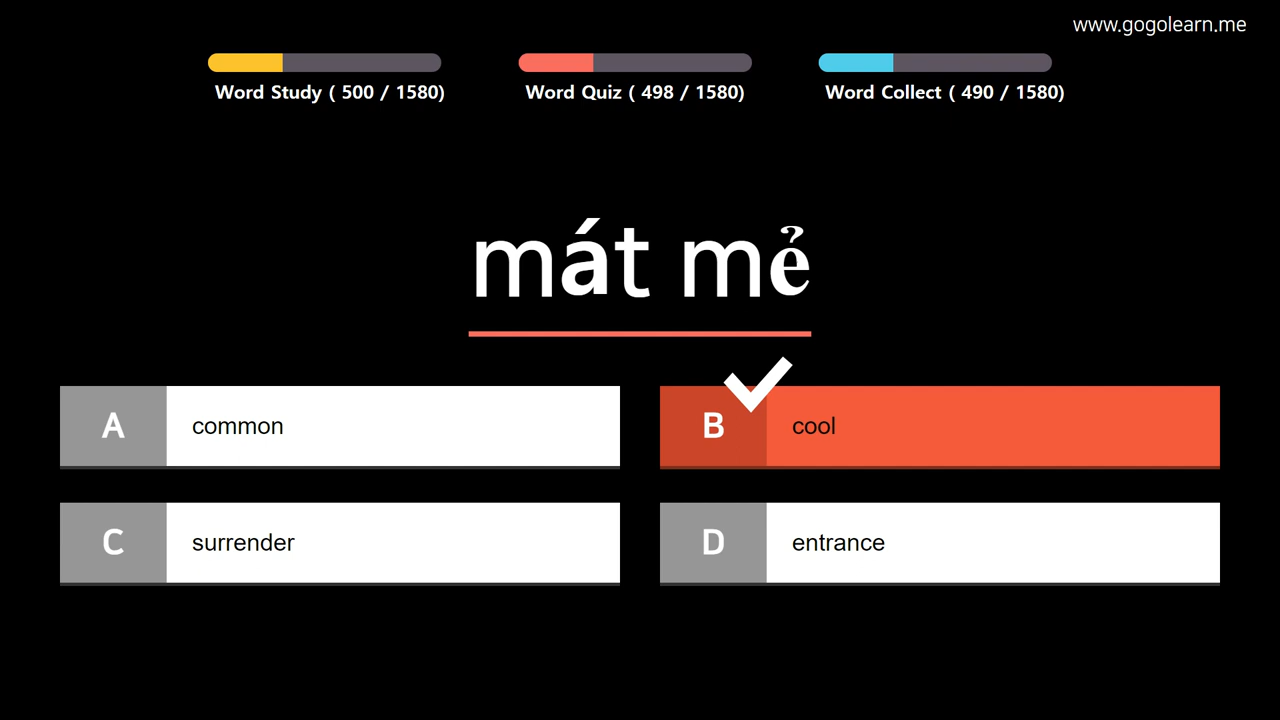 www.gogolearn.me
Word Study ( 500 / 1580)
Word Quiz ( 498 / 1580)
Word Collect ( 490 / 1580)
mát mẻ
A common
B cool
C surrender
D entrance